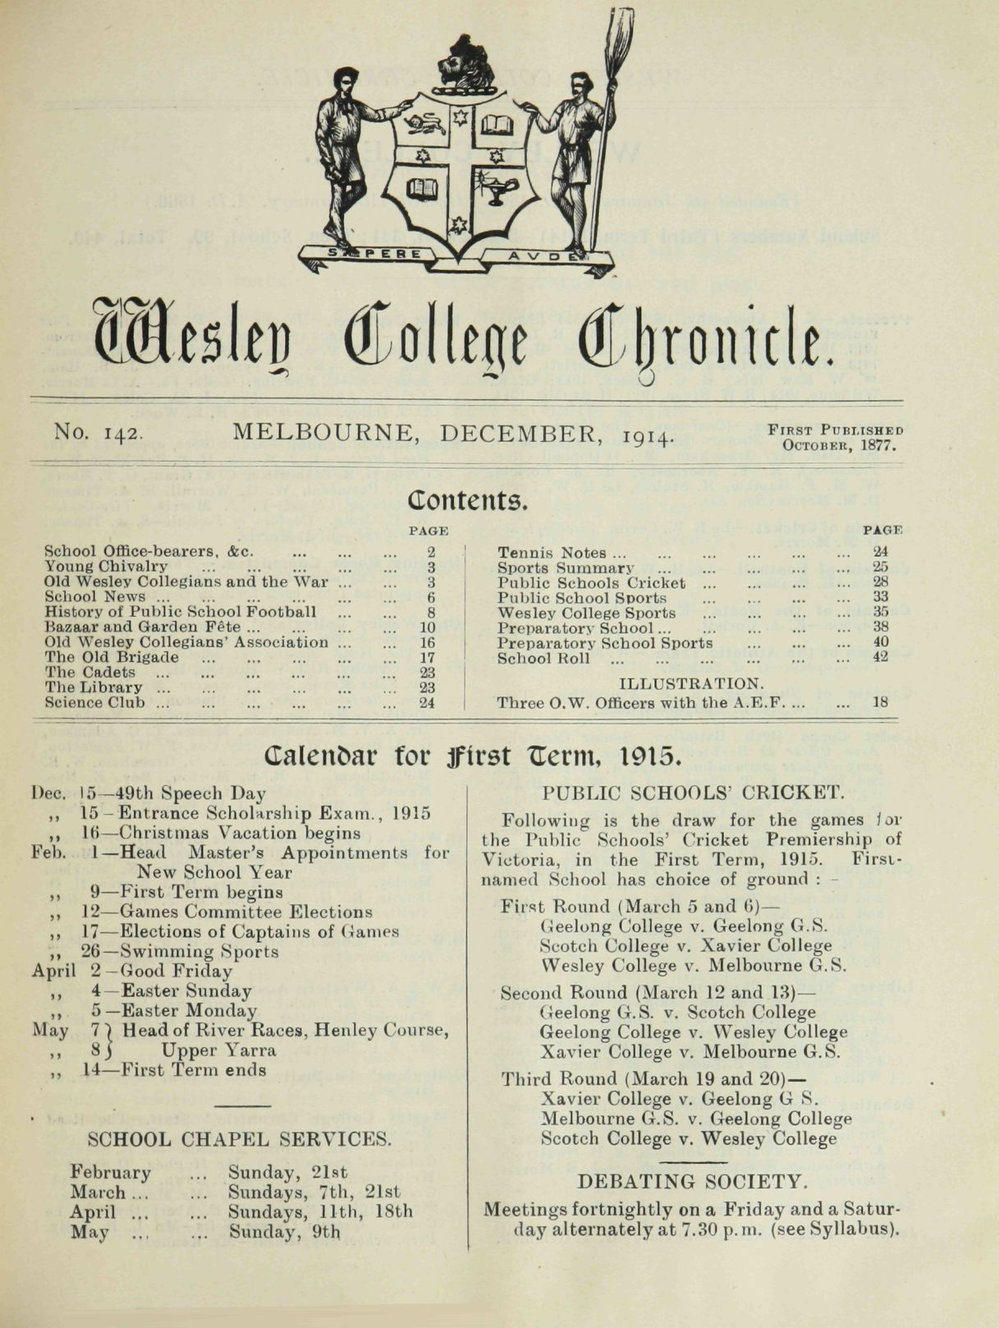 SAPERE AVDE
Wesley College Chronicle.
No. 142. MELBOURNE, DECEMBER, 1914. FIRST PUBLISHED
OCTOBER, 1877.
Contents.
PAGE
School Office-bearers, &c. ... ... ... 2
Young Chivalry ... ... ... ... ... 3
Old Wesley Collegians and the War ... ... 3
School News ... ... ... ... ... ... 6
History of Public School Football ... ... 8
Bazaar and Garden Fête ... ... ... ... 10
Old Wesley Collegians' Association ... ... 16
The Old Brigade ... ... ... ... ... 17
The Cadets ... ... ... ... ... ... 23
The Library ... ... ... ... ... ... 23
Science Club ... ... ... ... ... ... 24
PAGE
Tennis Notes ... ... ... ... ... ... 24
Sports Summary ... ... ... ... ... 25
Public Schools Cricket ... ... ... ... 28
Public School Sports ... ... ... ... 33
Wesley College Sports ... ... ... ... 35
Preparatory School ... ... ... ... ... 38
Preparatory School Sports ... ... ... 40
School Roll ... ... ... ... ... ... 42
ILLUSTRATION.
Three O.W. Officers with the A.E.F. ... ... 18
Calendar for First Term, 1915.
Dec. 15—49th Speech Day
,, 15-Entrance Scholarship Exam., 1915
,, 16—Christmas Vacation begins
Feb. 1—Head Master's Appointments for
New School Year
,, 9—First Term begins
,, 12—Games Committee Elections
,, 17—Elections of Captains of Games
,, 26—Swimming Sports
April 2—Good Friday
,, 4—Easter Sunday
,, 5—Easter Monday
May 7} Head of River Races, Henley Course,
,, 8} Upper Yarra
,, 14—First Term ends
SCHOOL CHAPEL SERVICES.
February ... Sunday, 21st
March ... ... Sundays, 7th, 21st
April ... ... Sundays, 11th, 18th
May ... ... Sunday, 9th
PUBLIC SCHOOLS' CRICKET.
Following is the draw for the games for
the Public Schools' Cricket Premiership of
Victoria, in the First Term, 1915. First-
named School has choice of ground : -
First Round (March 5 and 6)—
Geelong College v. Geelong G.S.
Scotch College v. Xavier College
Wesley College v. Melbourne G.S.
Second Round (March 12 and 13)—
Geelong G.S. v. Scotch College
Geelong College v. Wesley College
Xavier College v. Melbourne G.S.
Third Round (March 19 and 20)—
Xavier College v. Geelong G S.
Melbourne G.S. v. Geelong College
Scotch College v. Wesley College
DEBATING SOCIETY.
Meetings fortnightly on a Friday and a Satur-
day alternately at 7.30 p.m. (see Syllabus).